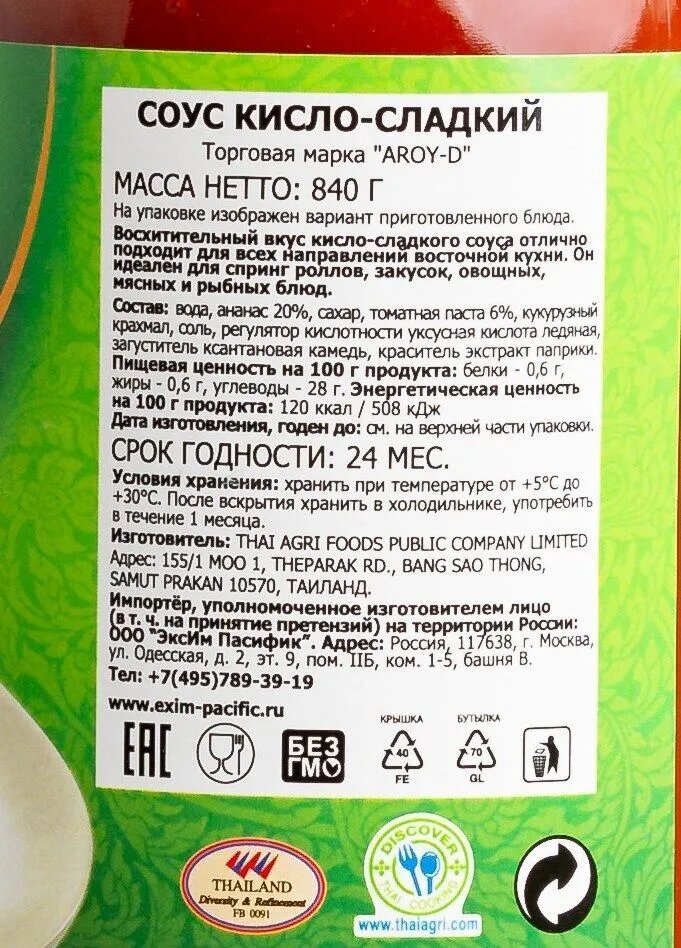 СОУС КИСЛО-СЛАДКИЙ
Торговая марка "AROY-D"
МАССА НЕТТО: 840 Г
На упаковке изображен вариант приготовленного блюда.
Восхитительный вкус кисло-сладкого соуса отлично
подходит для всех направлений восточной кухни. Он
идеален для спринг роллов, закусок, овощных,
мясных и рыбных блюд.
Состав: вода, ананас 20%, сахар, томатная паста 6%, кукурузный
крахмал, соль, регулятор кислотности уксусная кислота ледяная,
загуститель ксантановая камедь, краситель экстракт паприки.
Пищевая ценность на 100 г продукта: белки - 0,6 г,
жиры - 0,6 г, углеводы - 28 г. Энергетическая ценность
на 100 г продукта: 120 ккал / 508 кДж
Дата изготовления, годен до: см. на верхней части упаковки.
СРОК ГОДНОСТИ: 24 МЕС.
Условия хранения: хранить при температуре от +5°C до
+30°C. После вскрытия хранить в холодильнике, употребить
в течение 1 месяца.
Изготовитель: THAI AGRI FOODS PUBLIC COMPANY LIMITED
Адрес: 155/1 MOO 1, THEPARAK RD., BANG SAO THONG,
SAMUT PRAKAN 10570, ТАИЛАНД.
Импортёр, уполномоченное изготовителем лицо
(в т. ч. на принятие претензий) на территории России:
ООО "ЭксИм Пасифик". Адрес: Россия, 117638, г. Москва,
ул. Одесская, д. 2, эт. 9, пом. IIБ, ком. 1-5, башня В.
Тел: +7(495)789-39-19
www.exim-pacific.ru
EAC
БЕЗ
ГМО
КРЫШКА
40
FE
БУТЫЛКА
70
GL
THAILAND
Diversity & Refinement
FB 0091
DISCOVER
THAI COOKING
www.thaiagri.com